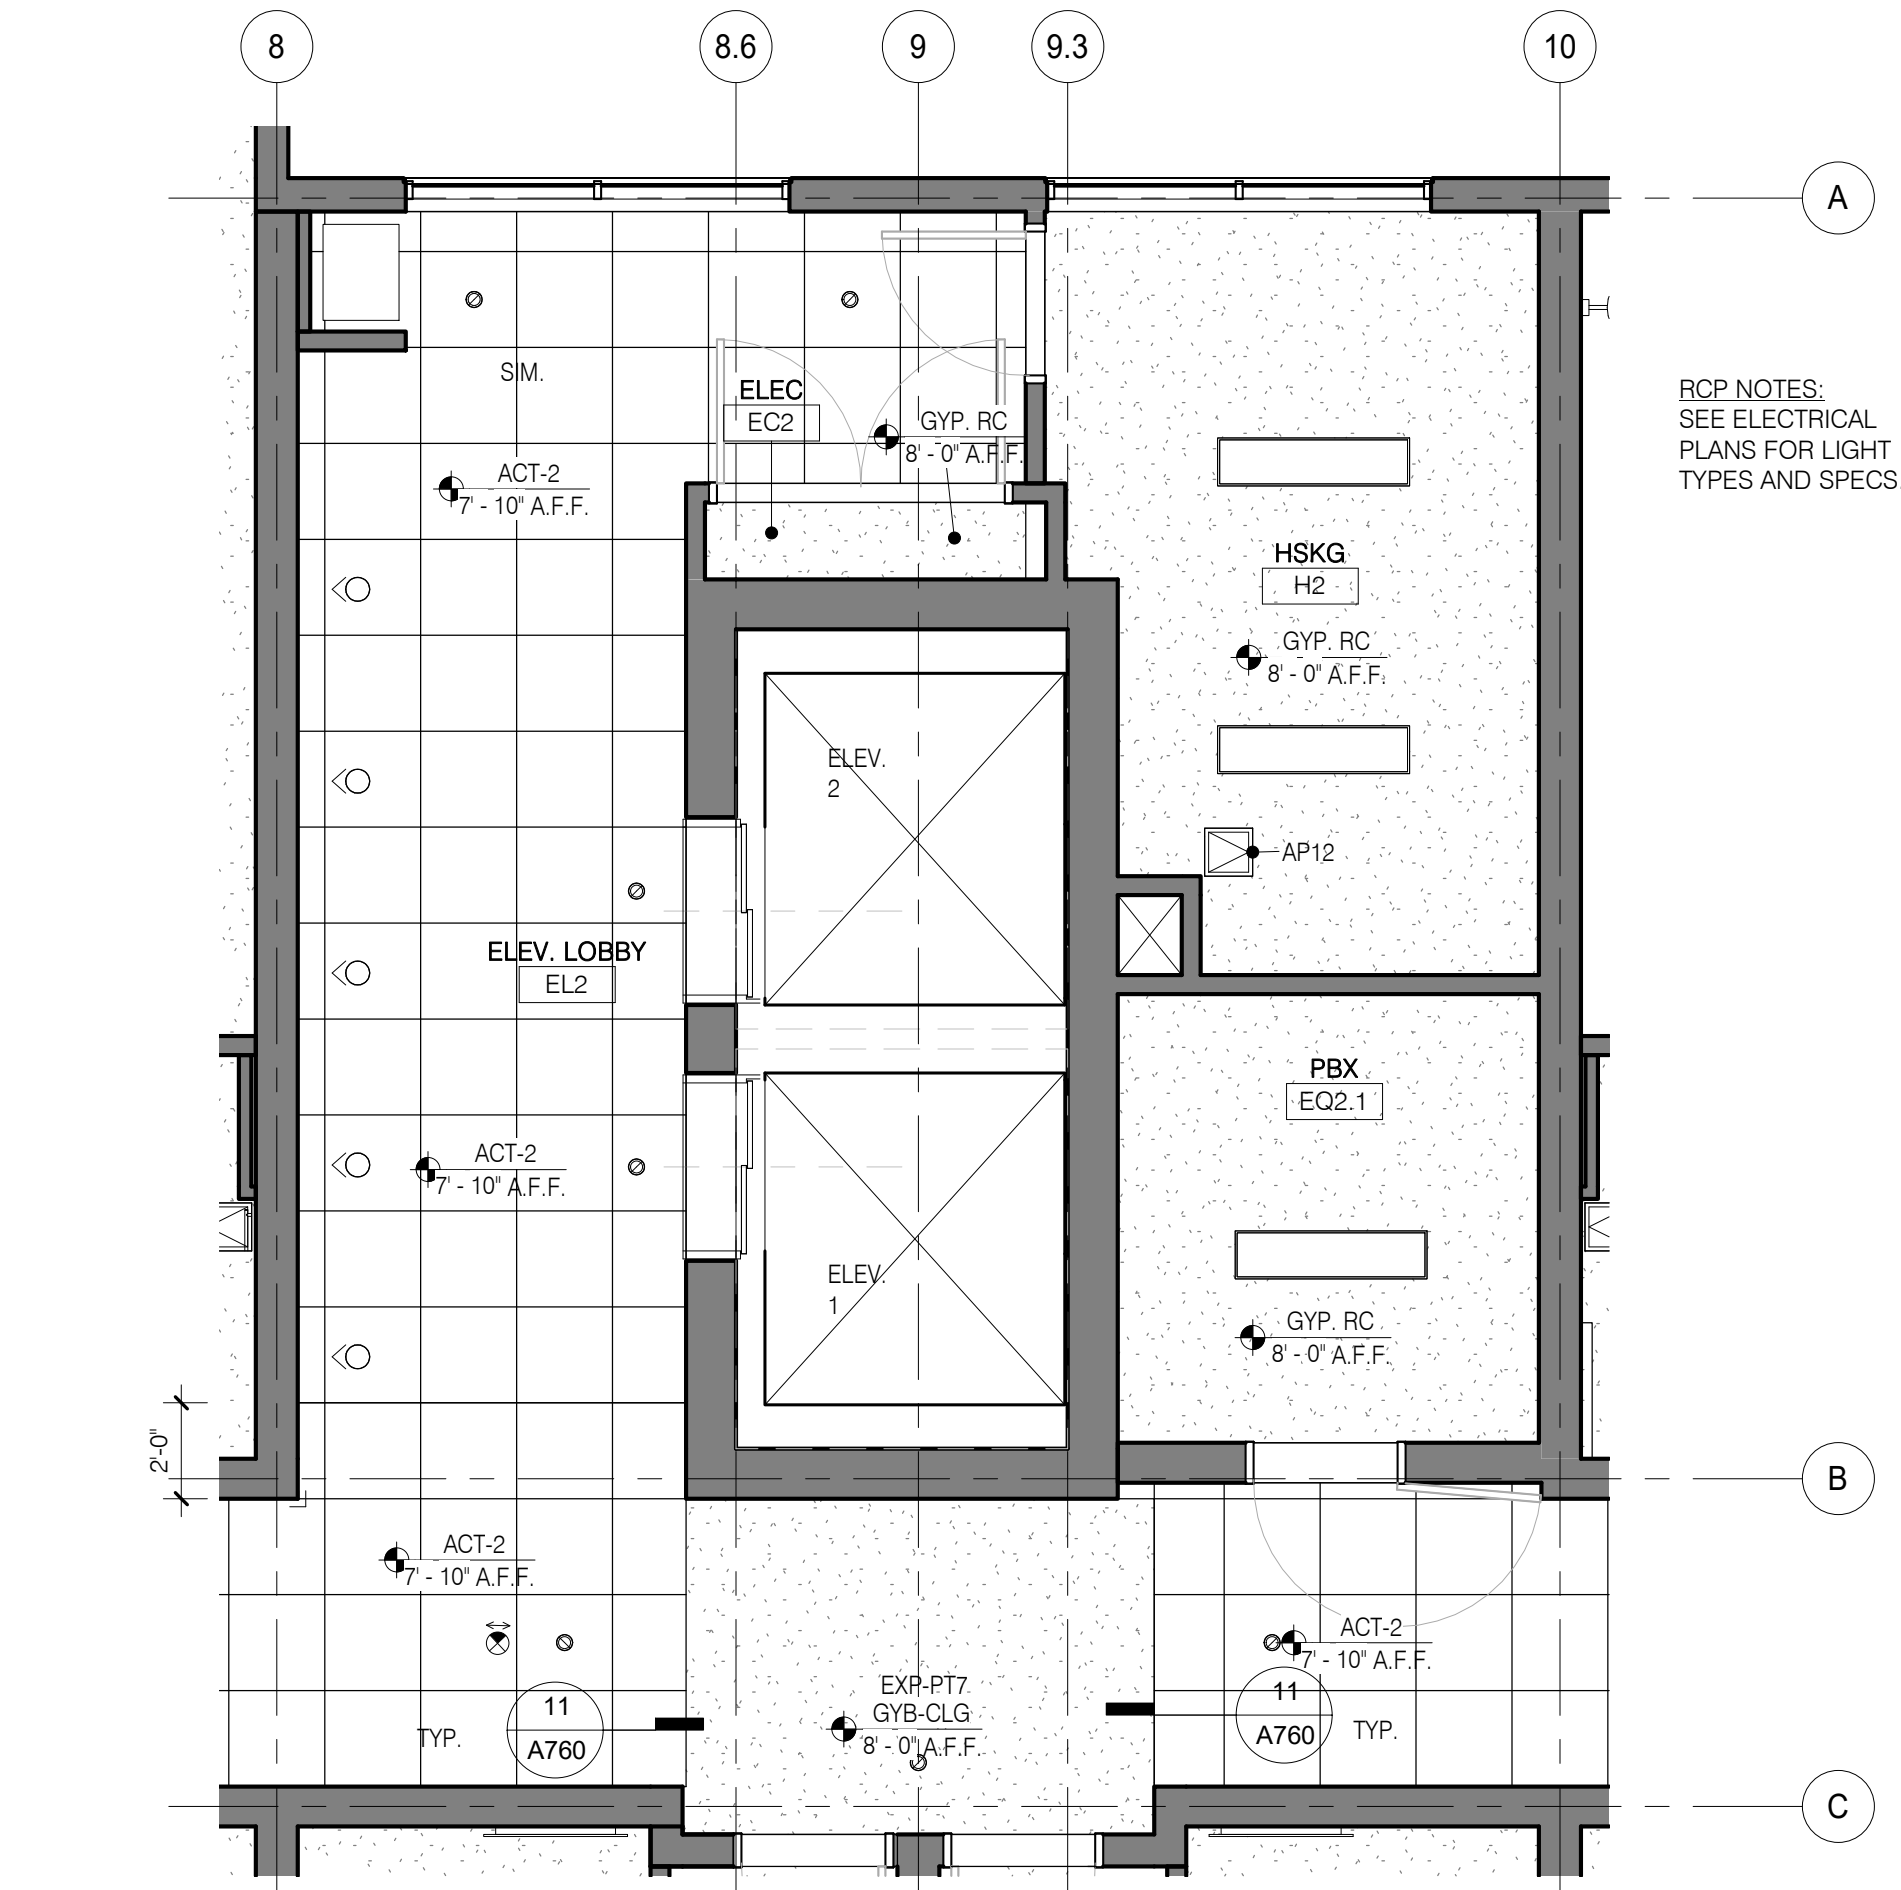 8
8.6
9
9.3
10
A
RCP NOTES:
SEE ELECTRICAL
PLANS FOR LIGHT
TYPES AND SPECS.
SIM.
ELEC
EC2
GYP. RC
8' - 0" A.F.F.
ACT-2
7' - 10" A.F.F.
HSKG
H2
GYP. RC
8' - 0" A.F.F.
ELEV.
2
AP12
ELEV. LOBBY
EL2
PBX
EQ2.1
ACT-2
7' - 10" A.F.F.
ELEV.
1
GYP. RC
8' - 0" A.F.F.
2'-0"
B
ACT-2
7' - 10" A.F.F.
ACT-2
7' - 10" A.F.F.
EXP-PT7
GYB-CLG
8' - 0" A.F.F.
TYP.
11
A760
11
A760
TYP.
C